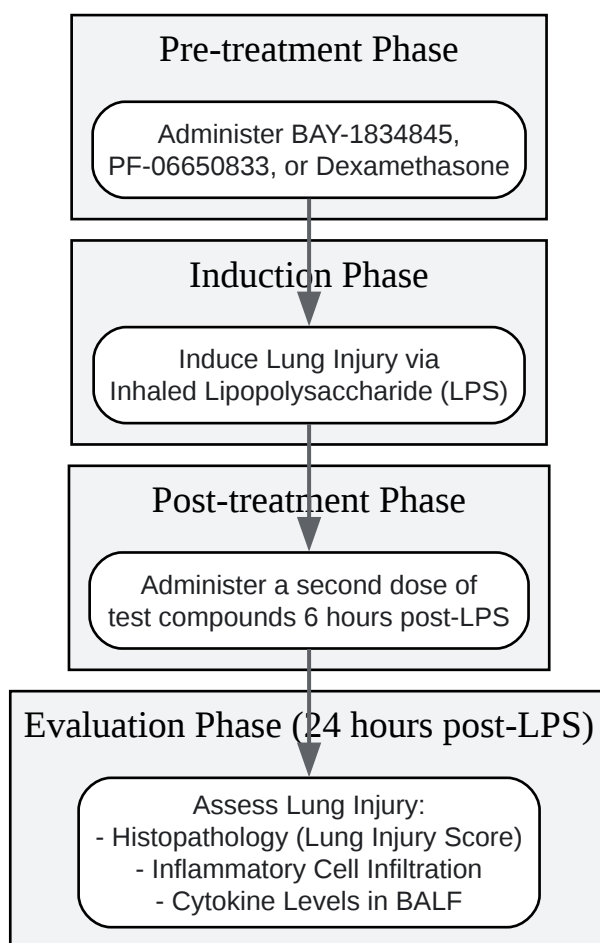 Pre-treatment Phase
Administer BAY-1834845,
PF-06650833, or Dexamethasone
Induction Phase
Induce Lung Injury via
Inhaled Lipopolysaccharide (LPS)
Post-treatment Phase
Administer a second dose of
test compounds 6 hours post-LPS
Evaluation Phase (24 hours post-LPS)
Assess Lung Injury:
- Histopathology (Lung Injury Score)
- Inflammatory Cell Infiltration
- Cytokine Levels in BALF